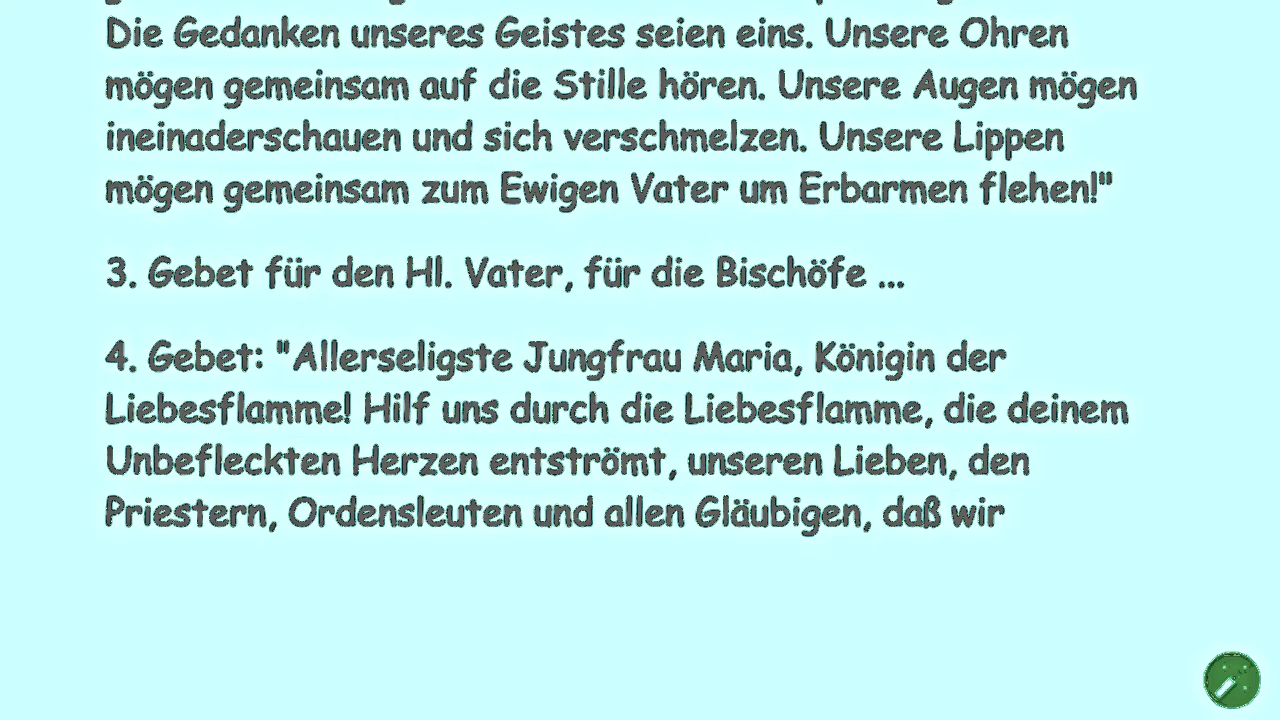 Die Gedanken unseres Geistes seien eins. Unsere Ohren
mögen gemeinsam auf die Stille hören. Unsere Augen mögen
ineinaderschauen und sich verschmelzen. Unsere Lippen
mögen gemeinsam zum Ewigen Vater um Erbarmen flehen!"
3. Gebet für den Hl. Vater, für die Bischöfe ...
4. Gebet: "Allerseligste Jungfrau Maria, Königin der
Liebesflamme! Hilf uns durch die Liebesflamme, die deinem
Unbefleckten Herzen entströmt, unseren Lieben, den
Priestern, Ordensleuten und allen Gläubigen, daß wir